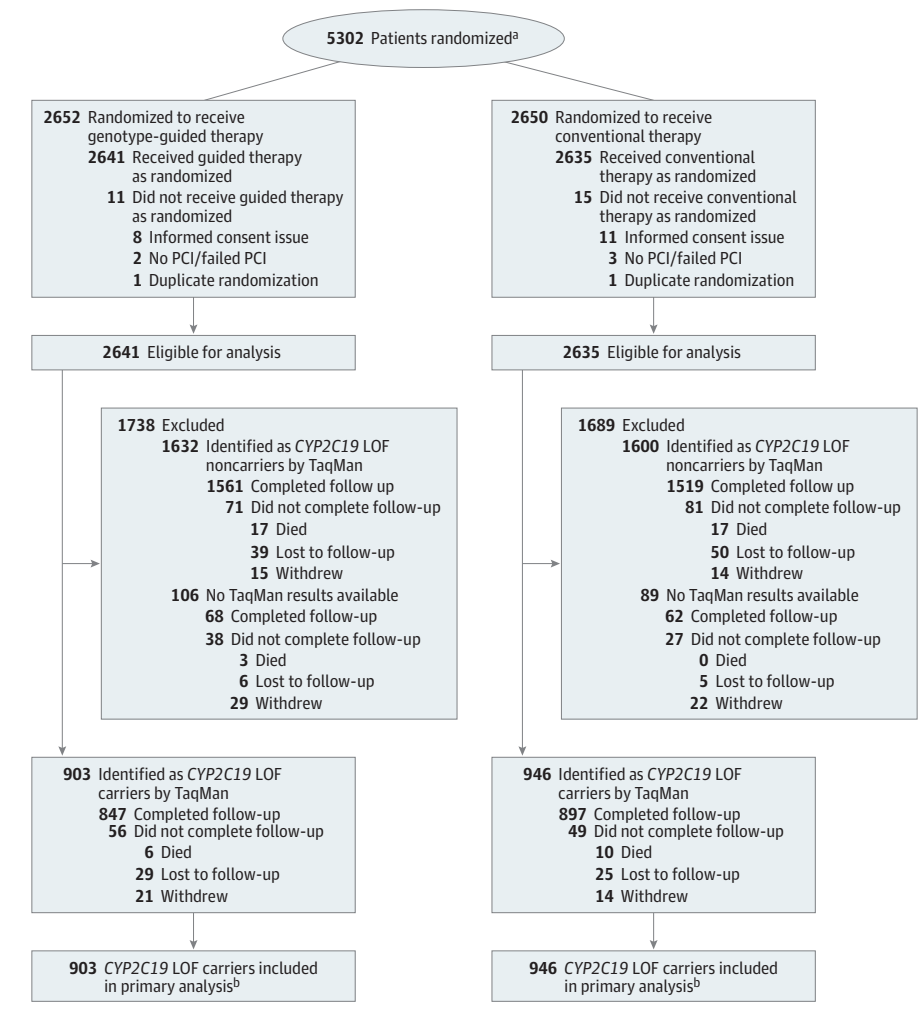 5302 Patients randomizedᵃ
2652 Randomized to receive
genotype-guided therapy
2641 Received guided therapy
as randomized
11 Did not receive guided therapy
as randomized
8 Informed consent issue
2 No PCI/failed PCI
1 Duplicate randomization
2650 Randomized to receive
conventional therapy
2635 Received conventional
therapy as randomized
15 Did not receive conventional
therapy as randomized
11 Informed consent issue
3 No PCI/failed PCI
1 Duplicate randomization
2641 Eligible for analysis
2635 Eligible for analysis
1738 Excluded
1632 Identified as CYP2C19 LOF
noncarriers by TaqMan
1561 Completed follow up
71 Did not complete follow-up
17 Died
39 Lost to follow-up
15 Withdrew
106 No TaqMan results available
68 Completed follow-up
38 Did not complete follow-up
3 Died
6 Lost to follow-up
29 Withdrew
1689 Excluded
1600 Identified as CYP2C19 LOF
noncarriers by TaqMan
1519 Completed follow up
81 Did not complete follow-up
17 Died
50 Lost to follow-up
14 Withdrew
89 No TaqMan results available
62 Completed follow-up
27 Did not complete follow-up
0 Died
5 Lost to follow-up
22 Withdrew
903 Identified as CYP2C19 LOF
carriers by TaqMan
847 Completed follow-up
56 Did not complete follow-up
6 Died
29 Lost to follow-up
21 Withdrew
946 Identified as CYP2C19 LOF
carriers by TaqMan
897 Completed follow-up
49 Did not complete follow-up
10 Died
25 Lost to follow-up
14 Withdrew
903 CYP2C19 LOF carriers included
in primary analysisᵇ
946 CYP2C19 LOF carriers included
in primary analysisᵇ